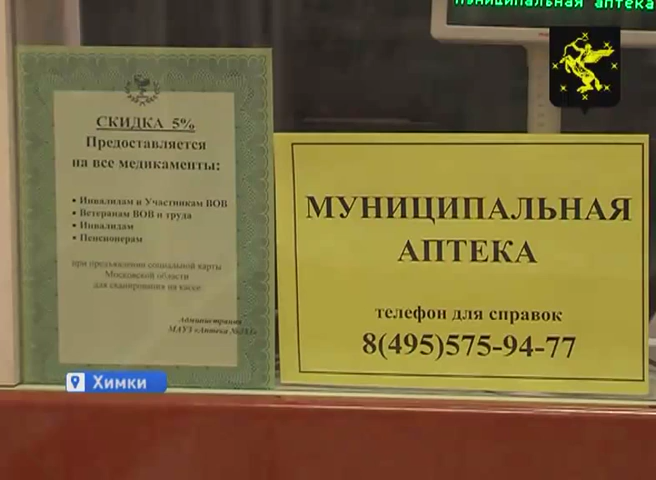 Муниципальная аптека
СКИДКА 5%
Предоставляется
на все медикаменты:
• Инвалидам и Участникам ВОВ
• Ветеранам ВОВ и труда
• Инвалидам
• Пенсионерам
при предъявлении социальной карты
Московской области
для сканирования на кассе
Администрация
МАУЗ «Аптека
МУНИЦИПАЛЬНАЯ
АПТЕКА
телефон для справок
8(495)575-94-77
Химки